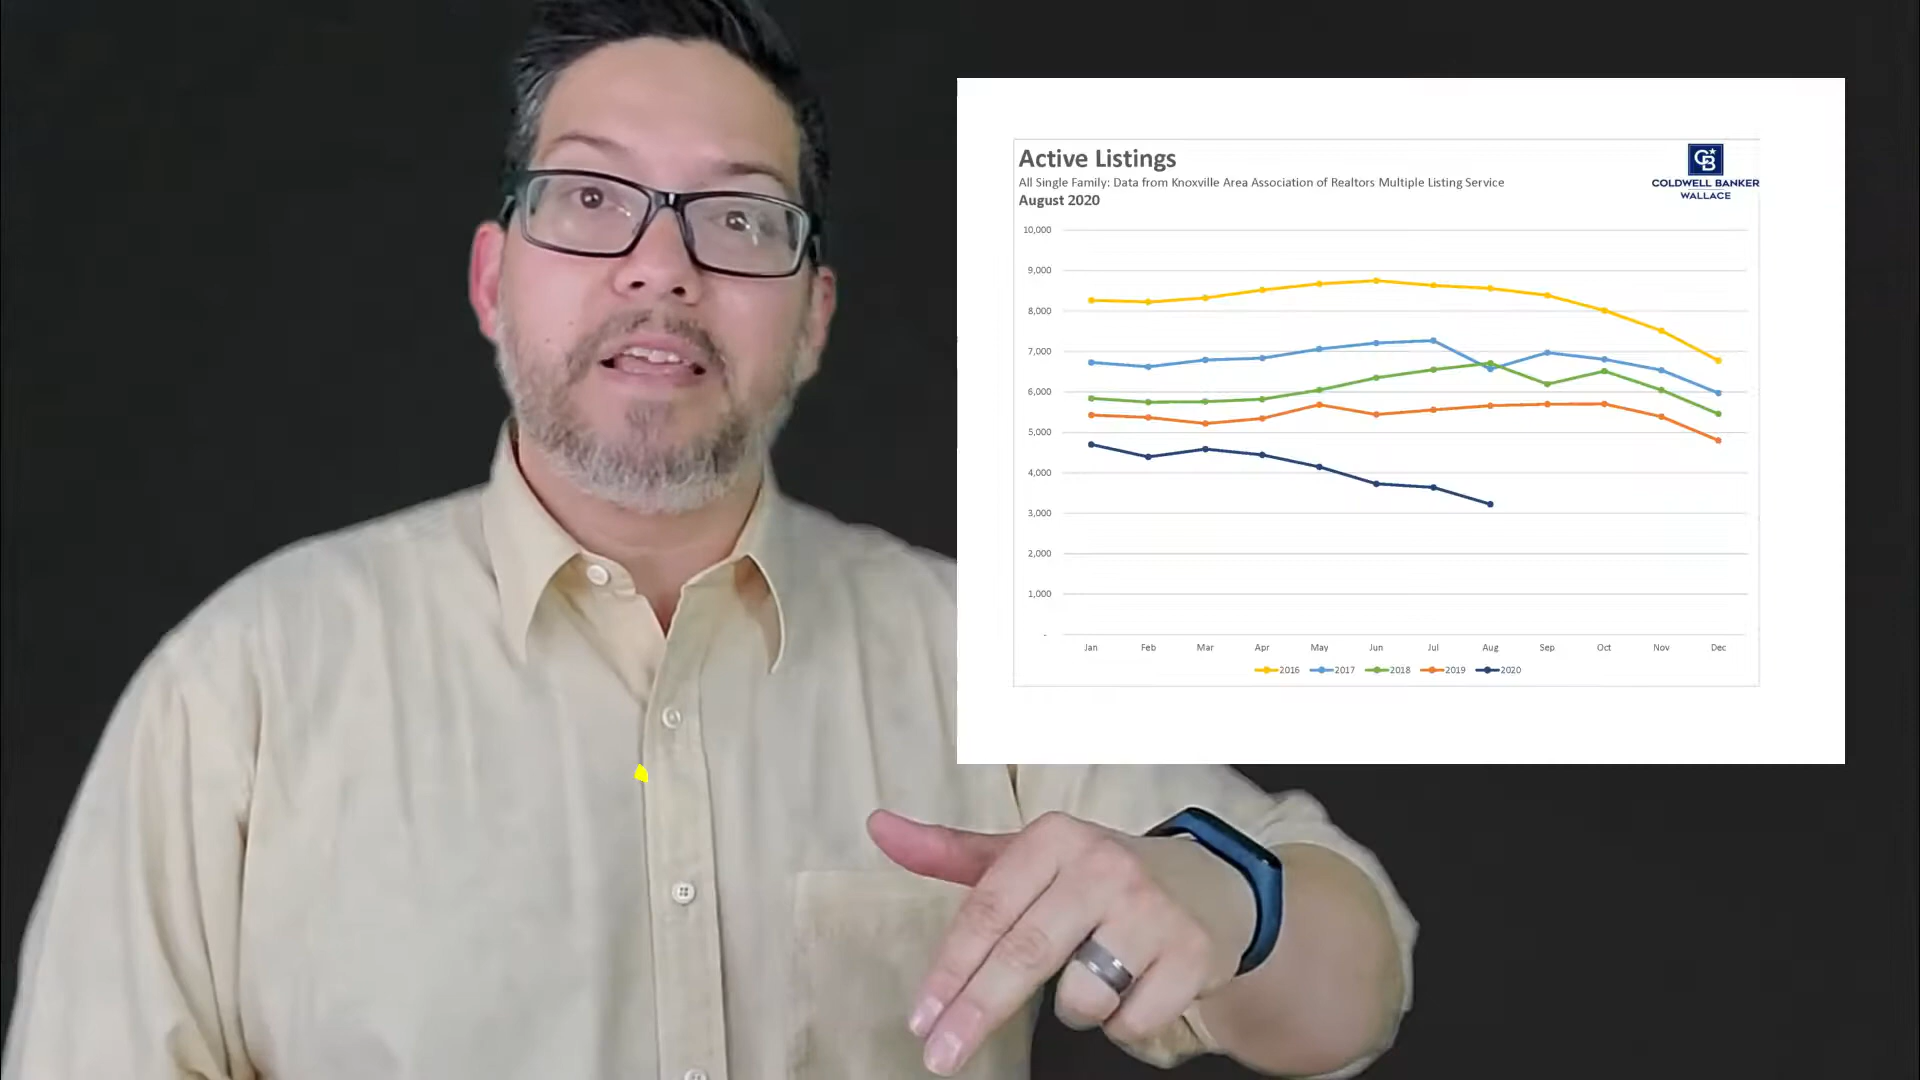 Active Listings
All Single Family: Data from Knoxville Area Association of Realtors Multiple Listing Service
August 2020
CB
COLDWELL BANKER
WALLACE
10,000
9,000
8,000
7,000
6,000
5,000
4,000
3,000
2,000
1,000
-
Jan Feb Mar Apr May Jun Jul Aug Sep Oct Nov Dec
2016 2017 2018 2019 2020